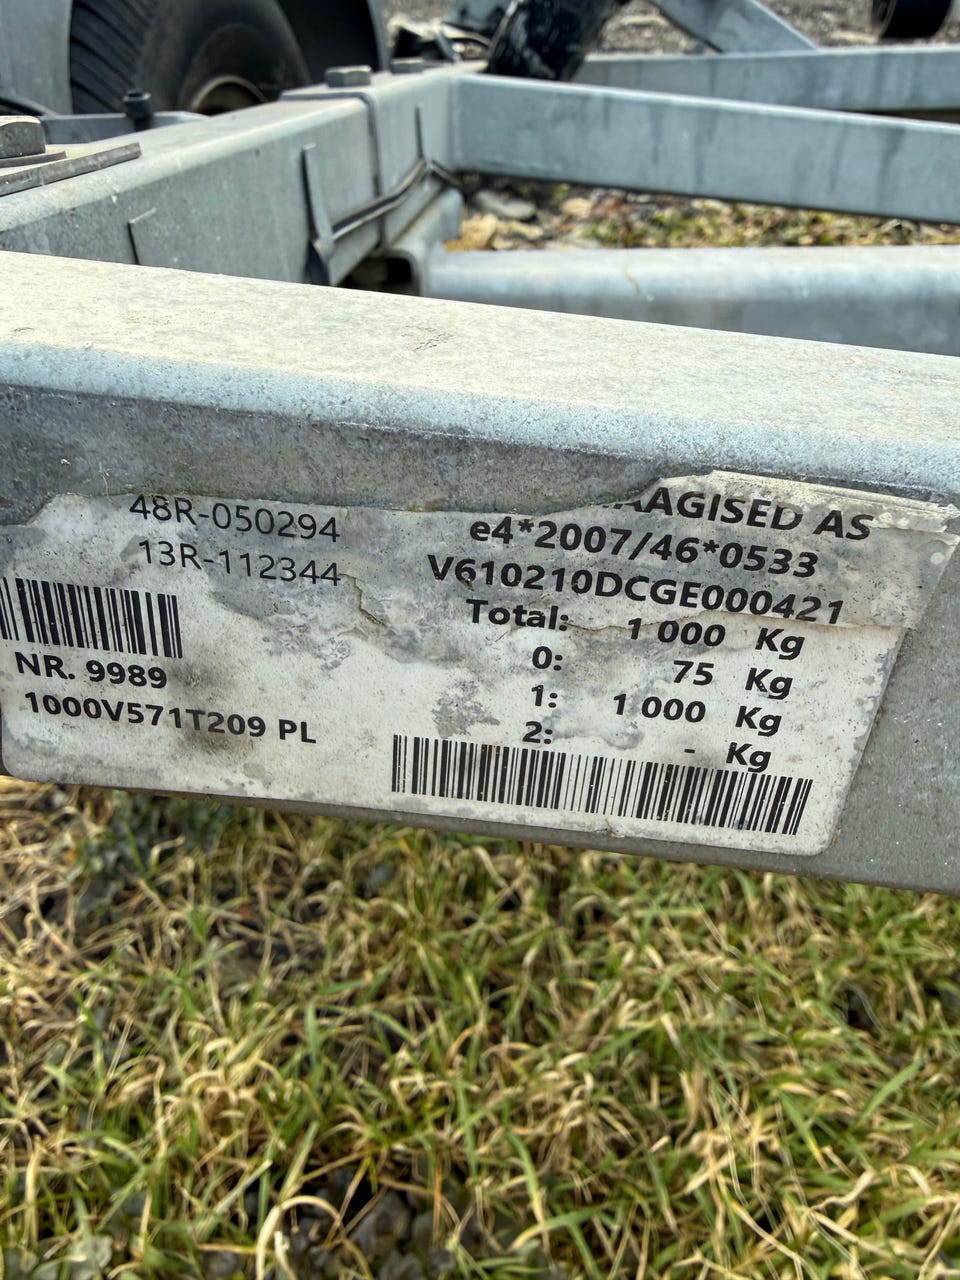 48R-050294
13R-112344
NR. 9989
1000V571T209 PL
AGISED AS
e4*2007/46*0533
V610210DCGE000421
Total: 1 000 Kg
0: 75 Kg
1: 1 000 Kg
2: - Kg